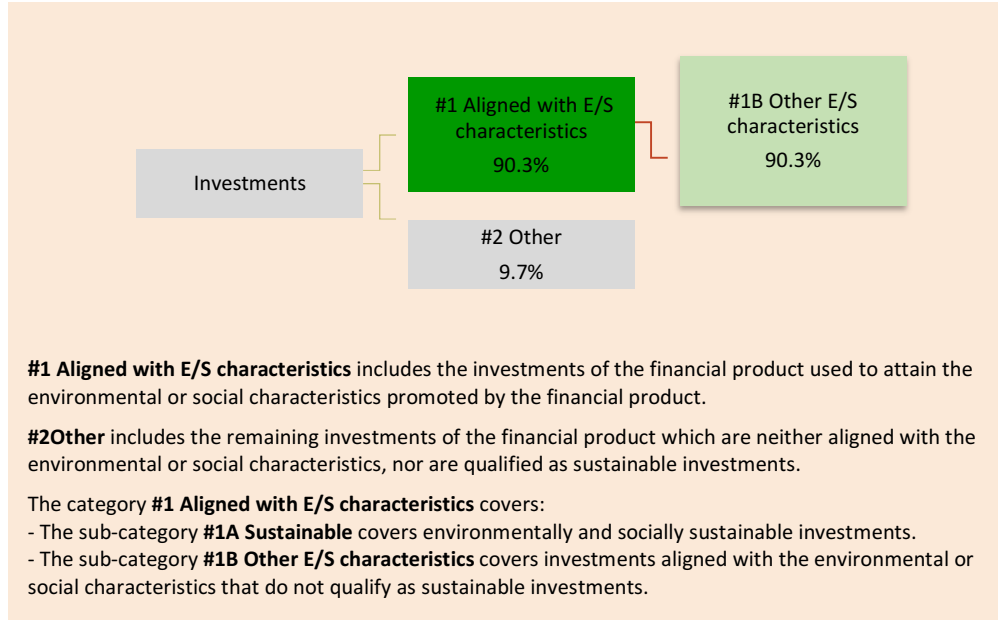 #1 Aligned with E/S
characteristics
90.3%
#1B Other E/S
characteristics
90.3%
Investments
#2 Other
9.7%
#1 Aligned with E/S characteristics includes the investments of the financial product used to attain the
environmental or social characteristics promoted by the financial product.
#2Other includes the remaining investments of the financial product which are neither aligned with the
environmental or social characteristics, nor are qualified as sustainable investments.
The category #1 Aligned with E/S characteristics covers:
- The sub-category #1A Sustainable covers environmentally and socially sustainable investments.
- The sub-category #1B Other E/S characteristics covers investments aligned with the environmental or
social characteristics that do not qualify as sustainable investments.